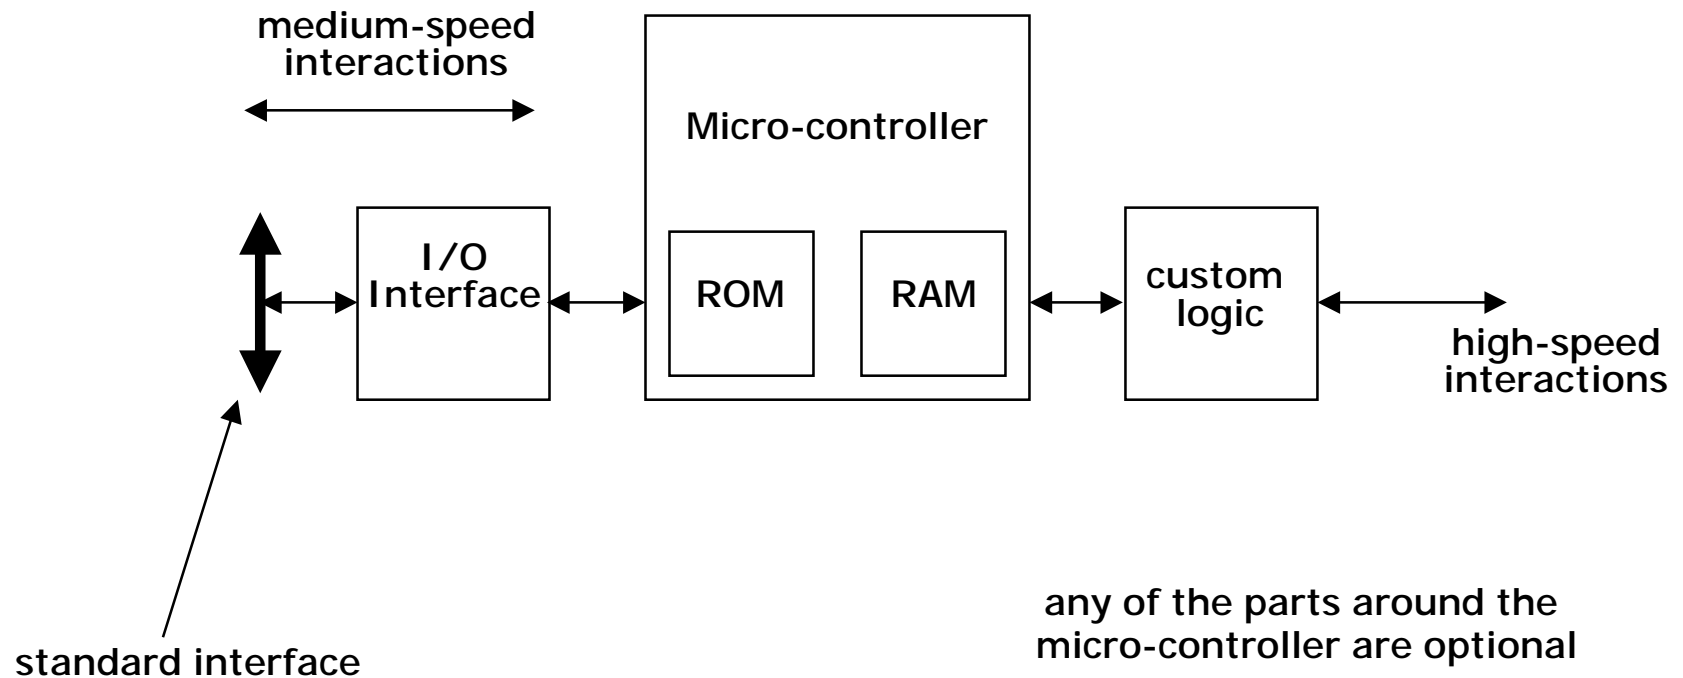 medium-speed
interactions
Micro-controller
I/O
Interface
ROM
RAM
custom
logic
high-speed
interactions
any of the parts around the
micro-controller are optional
standard interface